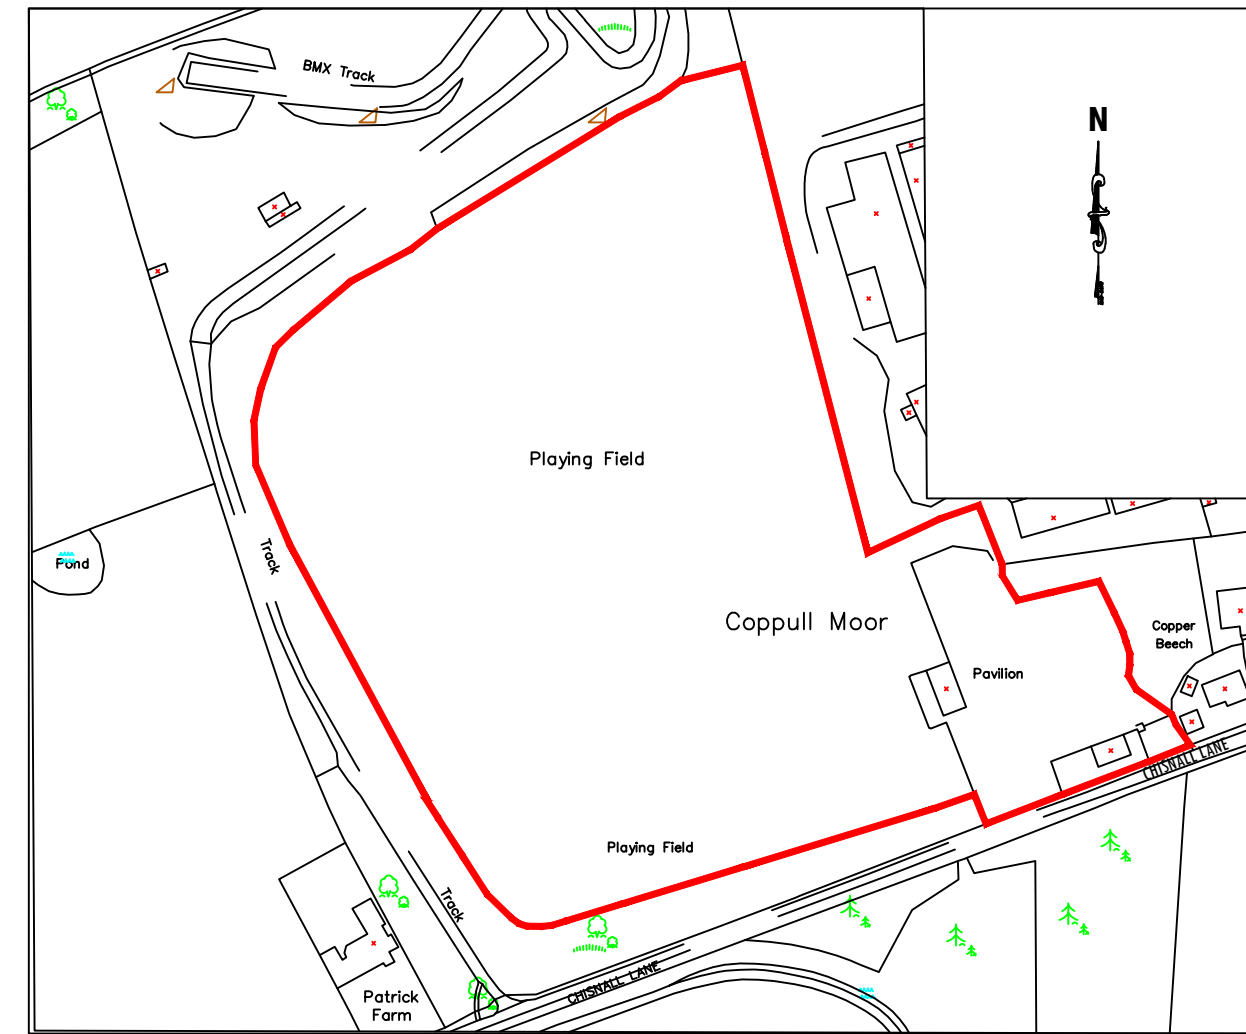 BMX Track
N
Playing Field
Track
Pond
Coppull Moor
Copper
Beech
Pavilion
CHISNALL LANE
Playing Field
Track
CHISNALL LANE
Patrick
Farm